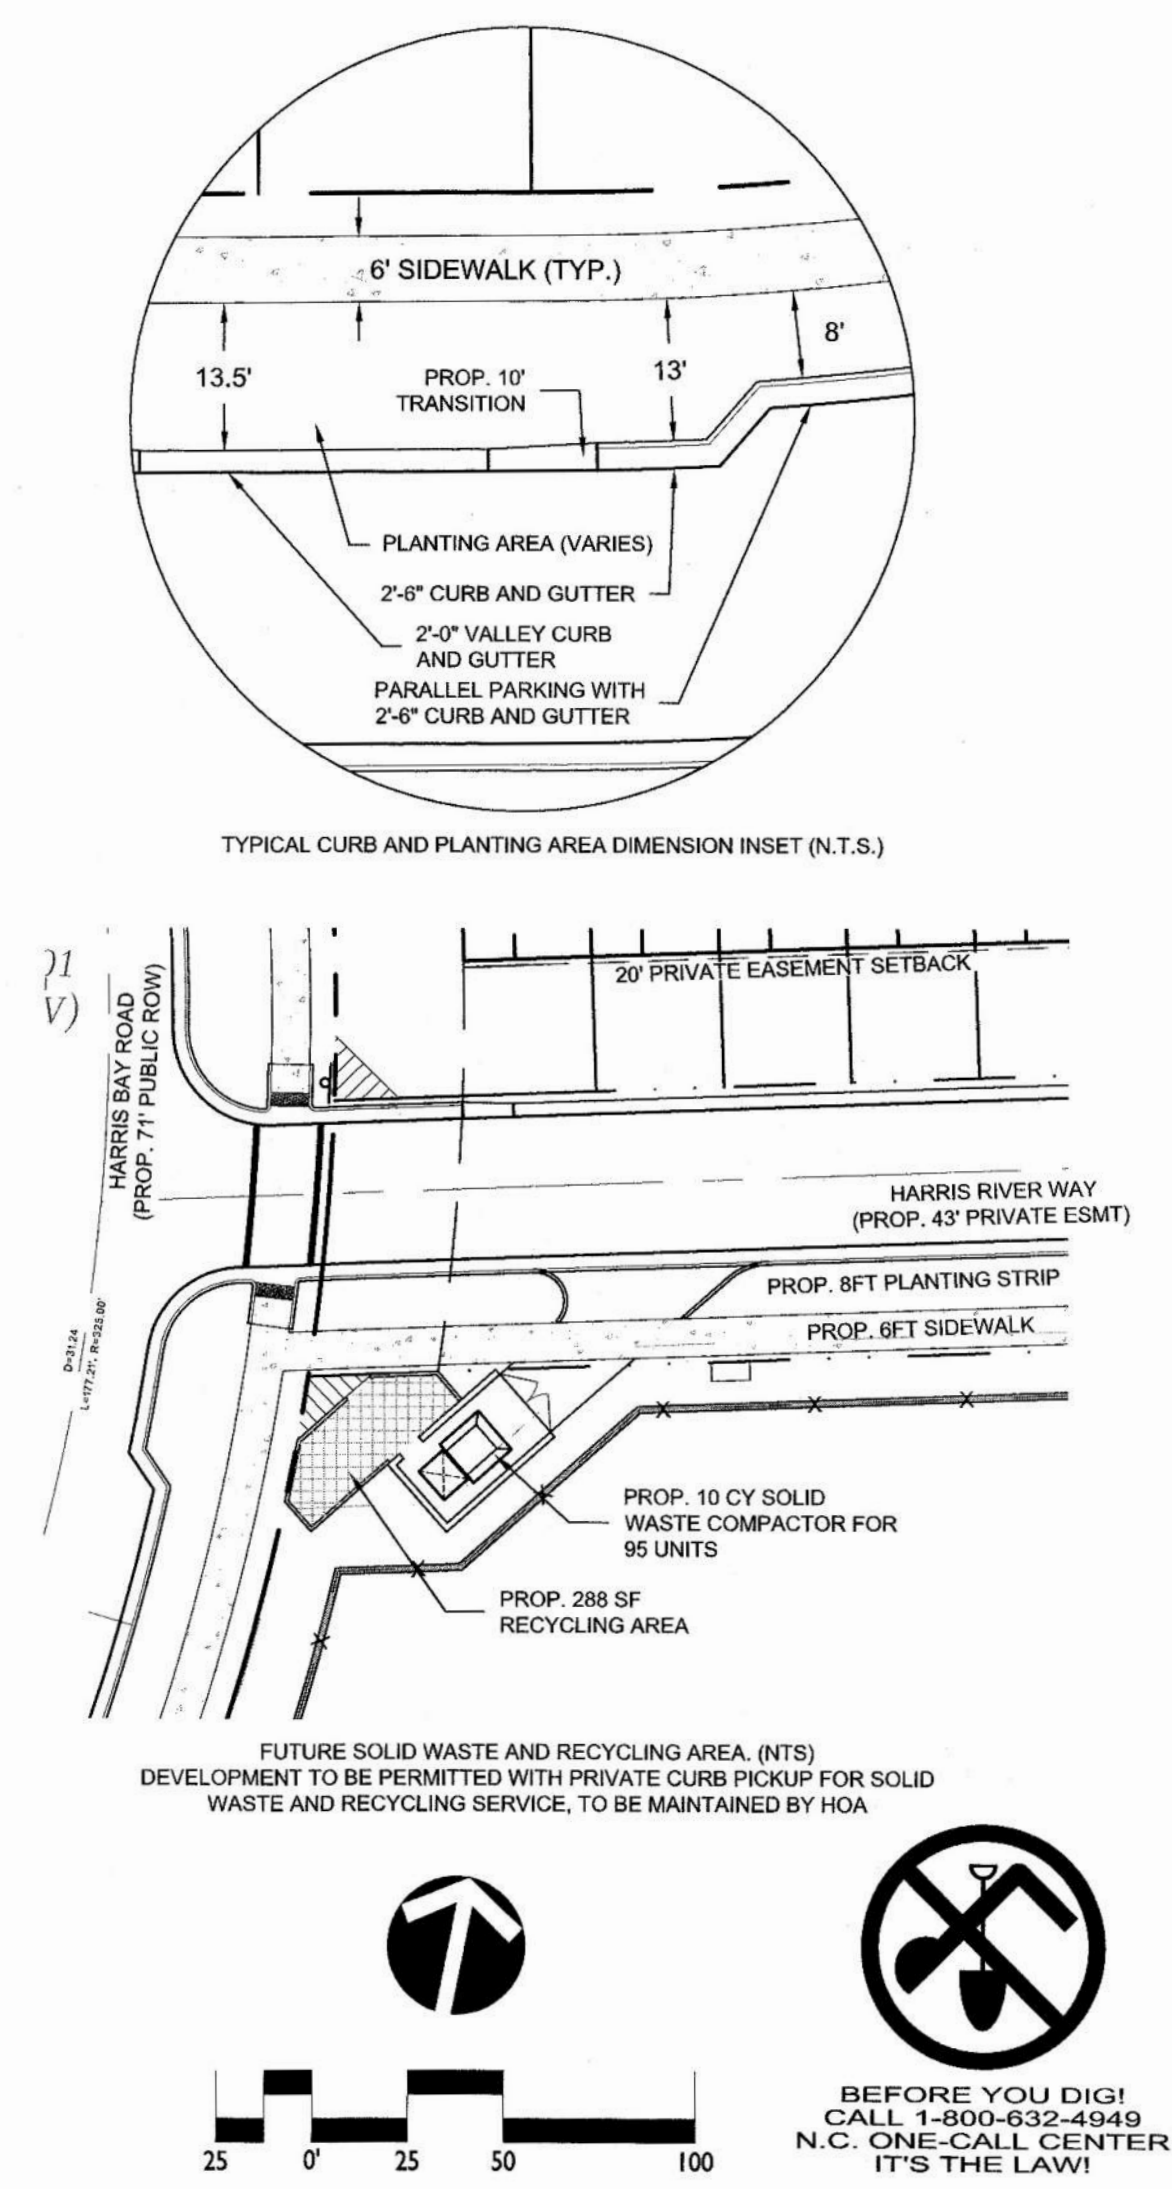 6' SIDEWALK (TYP.)
8'
13.5'
PROP. 10'
TRANSITION
13'
PLANTING AREA (VARIES)
2'-6" CURB AND GUTTER
2'-0" VALLEY CURB
AND GUTTER
PARALLEL PARKING WITH
2'-6" CURB AND GUTTER
TYPICAL CURB AND PLANTING AREA DIMENSION INSET (N.T.S.)
V)
HARRIS BAY ROAD
(PROP. 71' PUBLIC ROW)
20' PRIVATE EASEMENT SETBACK
HARRIS RIVER WAY
(PROP. 43' PRIVATE ESMT)
PROP. 8FT PLANTING STRIP
PROP. 6FT SIDEWALK
D=31.24
L=177.21', R=325.00'
PROP. 10 CY SOLID
WASTE COMPACTOR FOR
95 UNITS
PROP. 288 SF
RECYCLING AREA
FUTURE SOLID WASTE AND RECYCLING AREA. (NTS)
DEVELOPMENT TO BE PERMITTED WITH PRIVATE CURB PICKUP FOR SOLID
WASTE AND RECYCLING SERVICE, TO BE MAINTAINED BY HOA
25 0' 25 50 100
BEFORE YOU DIG!
CALL 1-800-632-4949
N.C. ONE-CALL CENTER
IT'S THE LAW!